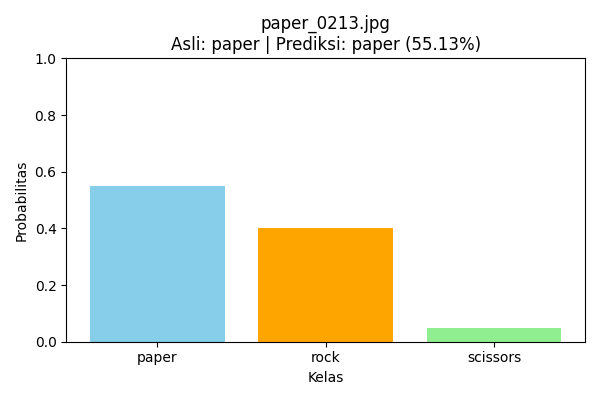 paper_0213.jpg
Asli: paper | Prediksi: paper (55.13%)
1.0
0.8
0.6
0.4
0.2
0.0
Probabilitas
paper rock scissors
Kelas